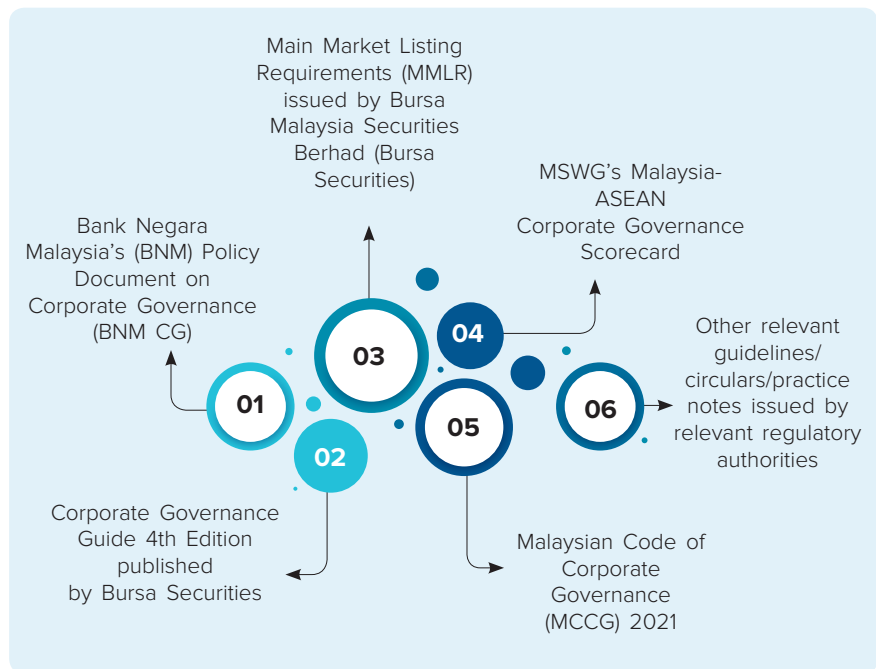 Main Market Listing
Requirements (MMLR)
issued by Bursa
Malaysia Securities
Berhad (Bursa
Securities)
MSWG's Malaysia-
ASEAN
Corporate Governance
Scorecard
Bank Negara
Malaysia's (BNM) Policy
Document on
Corporate Governance
(BNM CG)
Other relevant
guidelines/
circulars/practice
notes issued by
relevant regulatory
authorities
01
02
03
04
05
06
Corporate Governance
Guide 4th Edition
published
by Bursa Securities
Malaysian Code of
Corporate
Governance
(MCCG) 2021